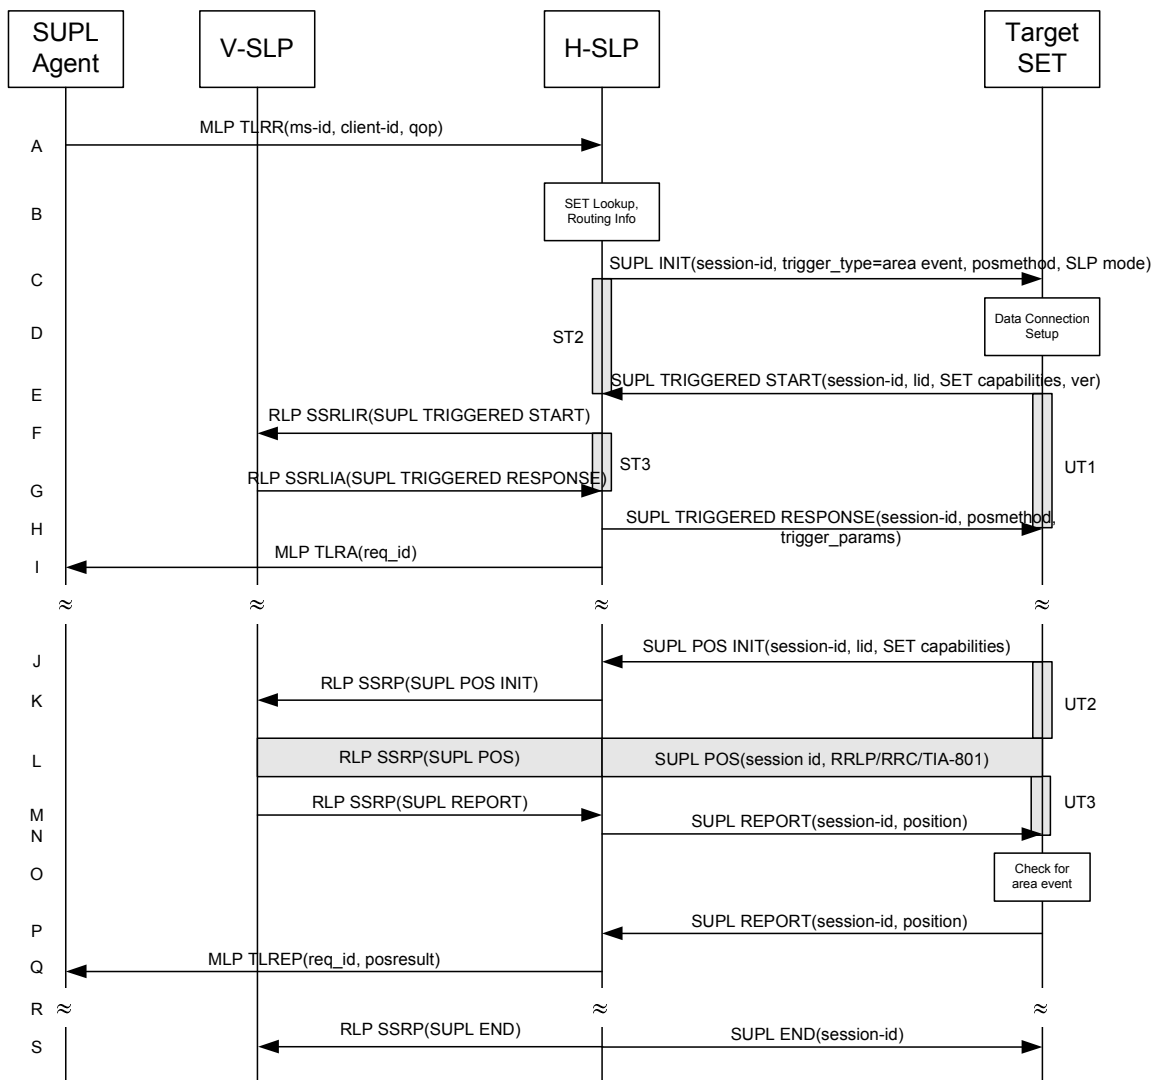 SUPL
Agent
V-SLP
H-SLP
Target
SET
A
MLP TLRR(ms-id, client-id, qop)
B
SET Lookup,
Routing Info
C
SUPL INIT(session-id, trigger_type=area event, posmethod, SLP mode)
D
ST2
Data Connection
Setup
E
SUPL TRIGGERED START(session-id, lid, SET capabilities, ver)
F
RLP SSRLIR(SUPL TRIGGERED START)
ST3
UT1
G
RLP SSRLIA(SUPL TRIGGERED RESPONSE)
H
SUPL TRIGGERED RESPONSE(session-id, posmethod,
trigger_params)
I
MLP TLRA(req_id)
≈ ≈ ≈ ≈
J
SUPL POS INIT(session-id, lid, SET capabilities)
K
RLP SSRP(SUPL POS INIT)
UT2
L
RLP SSRP(SUPL POS)
SUPL POS(session id, RRLP/RRC/TIA-801)
M
RLP SSRP(SUPL REPORT)
UT3
N
SUPL REPORT(session-id, position)
O
Check for
area event
P
SUPL REPORT(session-id, position)
Q
MLP TLREP(req_id, posresult)
R
≈ ≈ ≈
S
RLP SSRP(SUPL END)
SUPL END(session-id)